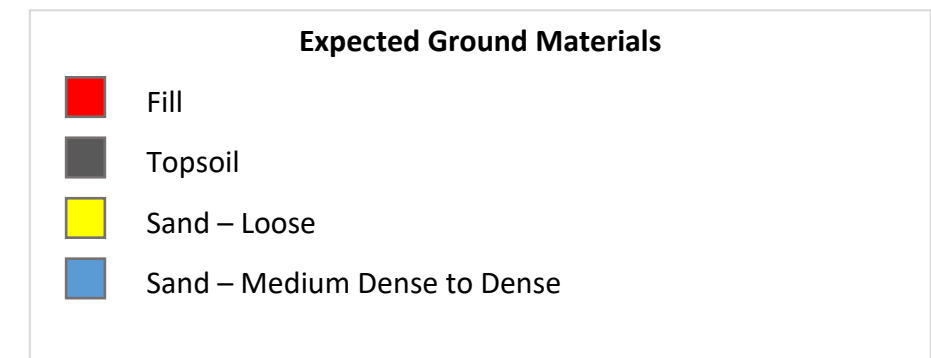 Expected Ground Materials
Fill
Topsoil
Sand – Loose
Sand – Medium Dense to Dense